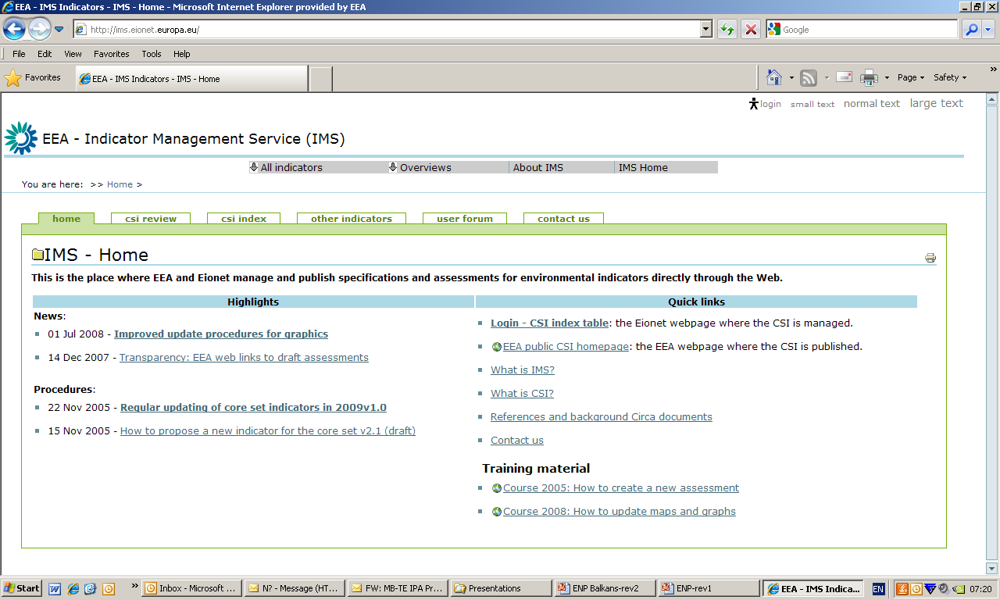 EEA - IMS Indicators - IMS - Home - Microsoft Internet Explorer provided by EEA
http://ims.eionet.europa.eu/
Google
File Edit View Favorites Tools Help
Favorites EEA - IMS Indicators - IMS - Home Page Safety
login small text normal text large text
EEA - Indicator Management Service (IMS)
All indicators Overviews About IMS IMS Home
You are here: >> Home >
home csi review csi index other indicators user forum contact us
IMS - Home
This is the place where EEA and Eionet manage and publish specifications and assessments for environmental indicators directly through the Web.
Highlights
News:
01 Jul 2008 - Improved update procedures for graphics
14 Dec 2007 - Transparency: EEA web links to draft assessments
Procedures:
22 Nov 2005 - Regular updating of core set indicators in 2009v1.0
15 Nov 2005 - How to propose a new indicator for the core set v2.1 (draft)
Quick links
Login - CSI index table: the Eionet webpage where the CSI is managed.
EEA public CSI homepage: the EEA webpage where the CSI is published.
What is IMS?
What is CSI?
References and background Circa documents
Contact us
Training material
Course 2005: How to create a new assessment
Course 2008: How to update maps and graphs
Start Inbox - Microsoft ... N? - Message (HT... FW: MB-TE IPA Pr... Presentations ENP Balkans-rev2 ENP-rev1 EEA - IMS Indica... EN 07:20